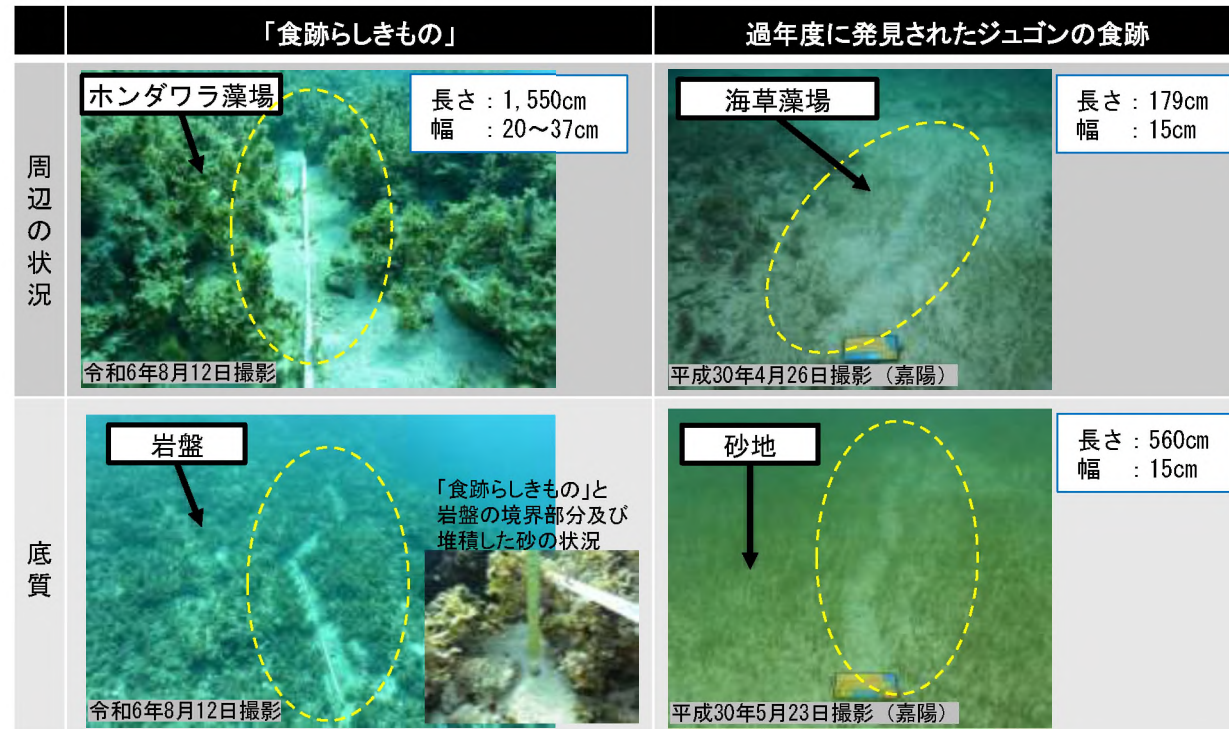 「食跡らしきもの」
過年度に発見されたジュゴンの食跡
周辺の状況
ホンダワラ藻場
長さ：1,550cm
幅　：20～37cm
令和6年8月12日撮影
海草藻場
長さ：179cm
幅　：15cm
平成30年4月26日撮影（嘉陽）
底質
岩盤
「食跡らしきもの」と
岩盤の境界部分及び
堆積した砂の状況
令和6年8月12日撮影
砂地
長さ：560cm
幅　：15cm
平成30年5月23日撮影（嘉陽）